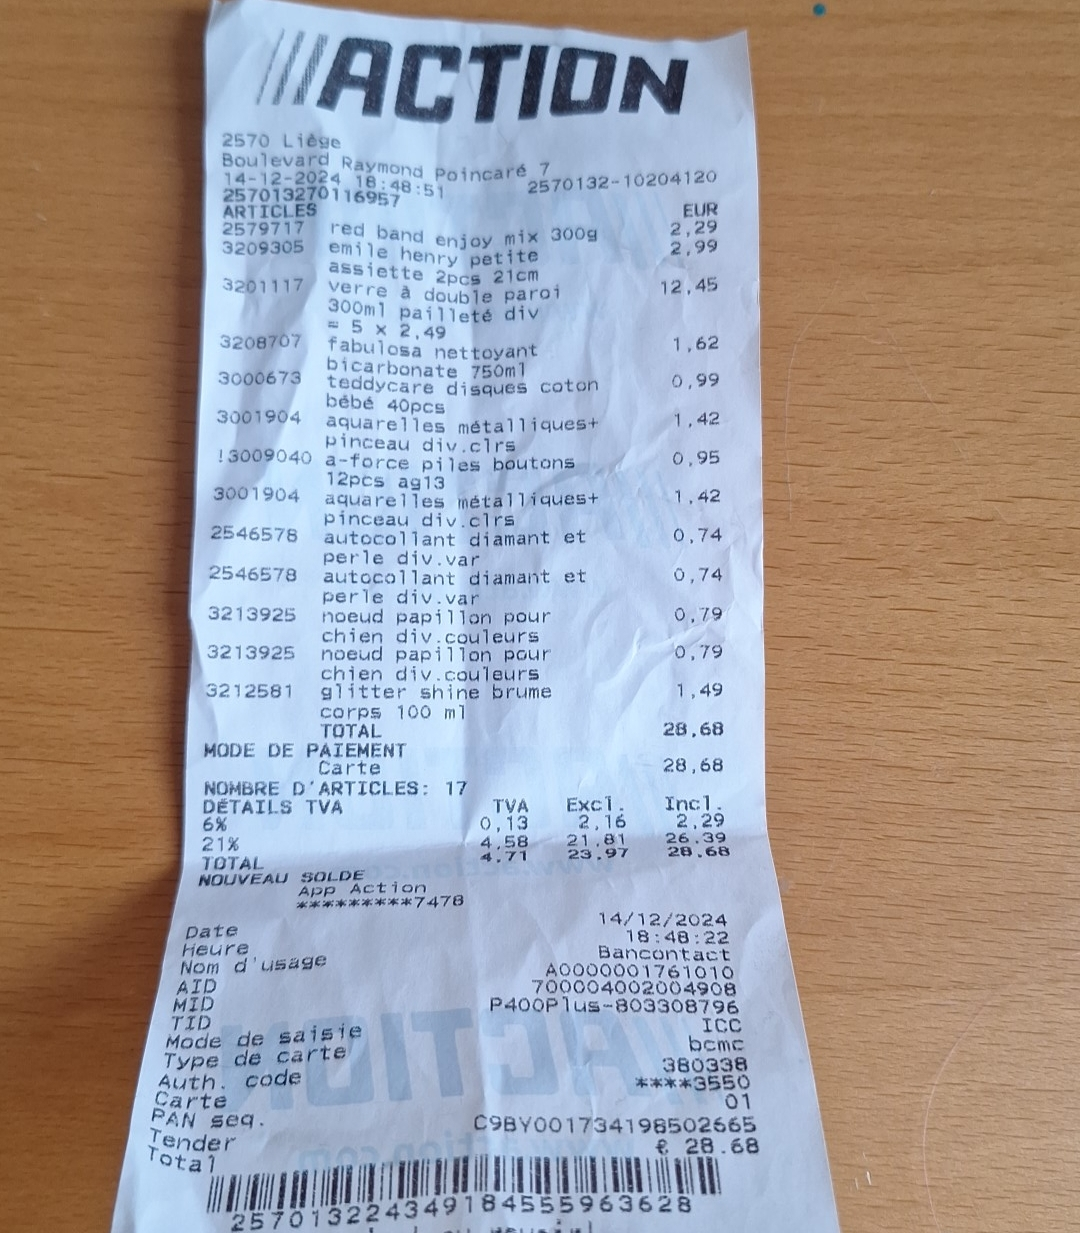 ACTION
2570 Liège
Boulevard Raymond Poincaré 7
14-12-2024 18:48:51 2570132-10204120
257013270116957
ARTICLES EUR
2579717 red band enjoy mix 300g 2,29
3209305 emile henry petite 2,99
assiette 2pcs 21cm
3201117 verre à double paroi 12,45
300ml pailleté div
= 5 x 2,49
3208707 fabulosa nettoyant 1,62
bicarbonate 750ml
3000673 teddycare disques coton 0,99
bébé 40pcs
3001904 aquarelles métalliques+ 1,42
pinceau div.clrs
!3009040 a-force piles boutons 0,95
12pcs ag13
3001904 aquarelles métalliques+ 1,42
pinceau div.clrs
2546578 autocollant diamant et 0,74
perle div.var
2546578 autocollant diamant et 0,74
perle div.var
3213925 noeud papillon pour 0,79
chien div.couleurs
3213925 noeud papillon pour 0,79
chien div.couleurs
3212581 glitter shine brume 1,49
corps 100 ml
TOTAL 28,68
MODE DE PAIEMENT
Carte 28,68
NOMBRE D'ARTICLES: 17
DÉTAILS TVA TVA Excl. Incl.
6% 0,13 2,16 2,29
21% 4,58 21,81 26,39
TOTAL 4,71 23,97 28,68
NOUVEAU SOLDE
App Action
*********7478
Date 14/12/2024
Heure 18:48:22
Nom d'usage Bancontact
AID A0000001761010
MID 700004002004908
TID P400Plus-803308796
Mode de saisie ICC
Type de carte bcmc
Auth. code 380338
Carte ****3550
PAN seq. 01
Tender C9BY001734198502665
Total € 28.68
257013224349184555963628